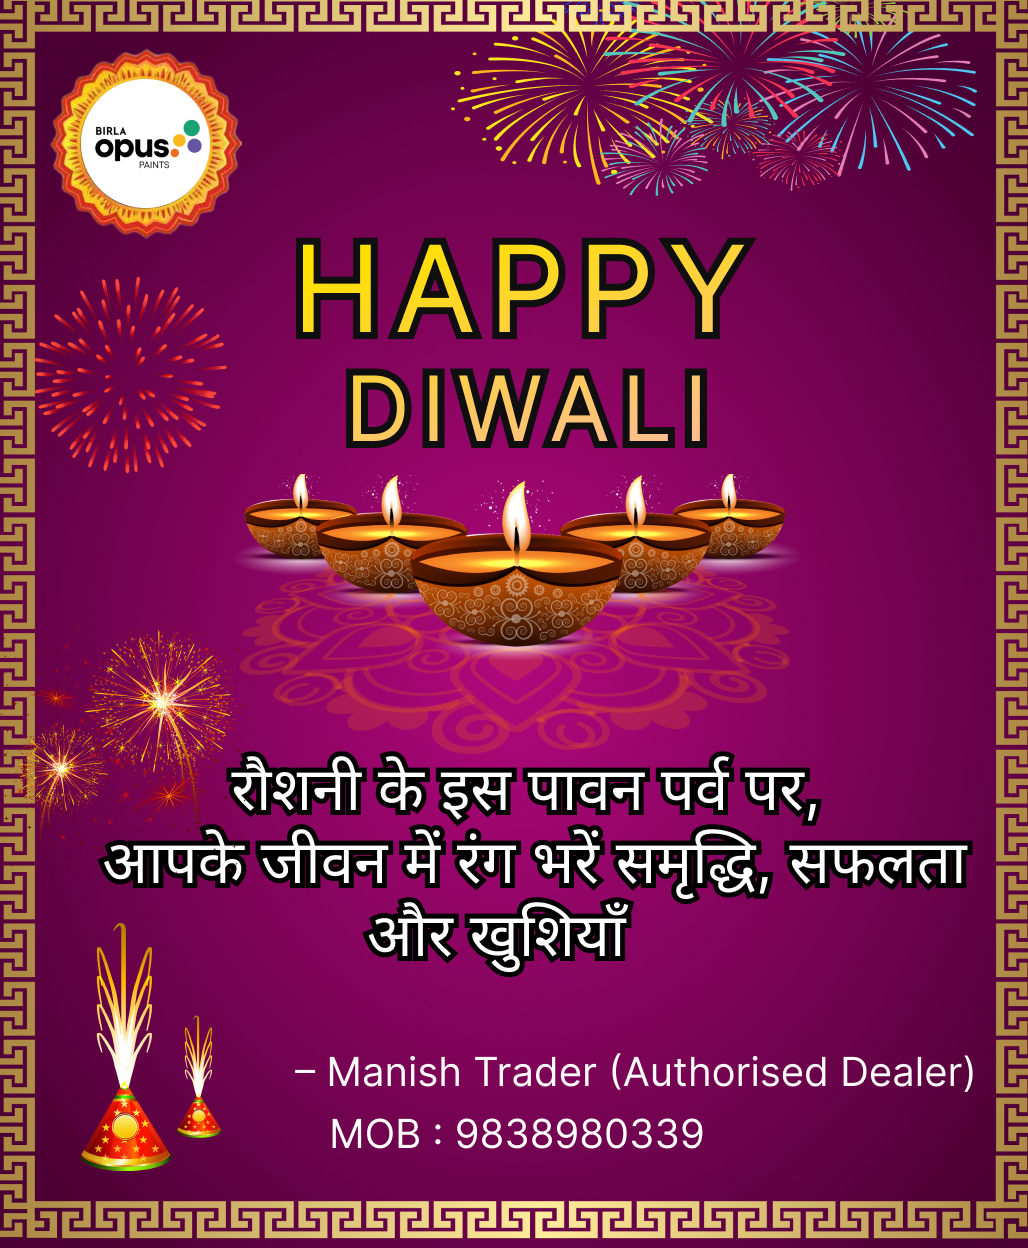 BIRLA
opus.
PAINTS
HAPPY
DIWALI
रौशनी के इस पावन पर्व पर,
आपके जीवन में रंग भरें समृद्धि, सफलता
और खुशियाँ
– Manish Trader (Authorised Dealer)
MOB : 9838980339